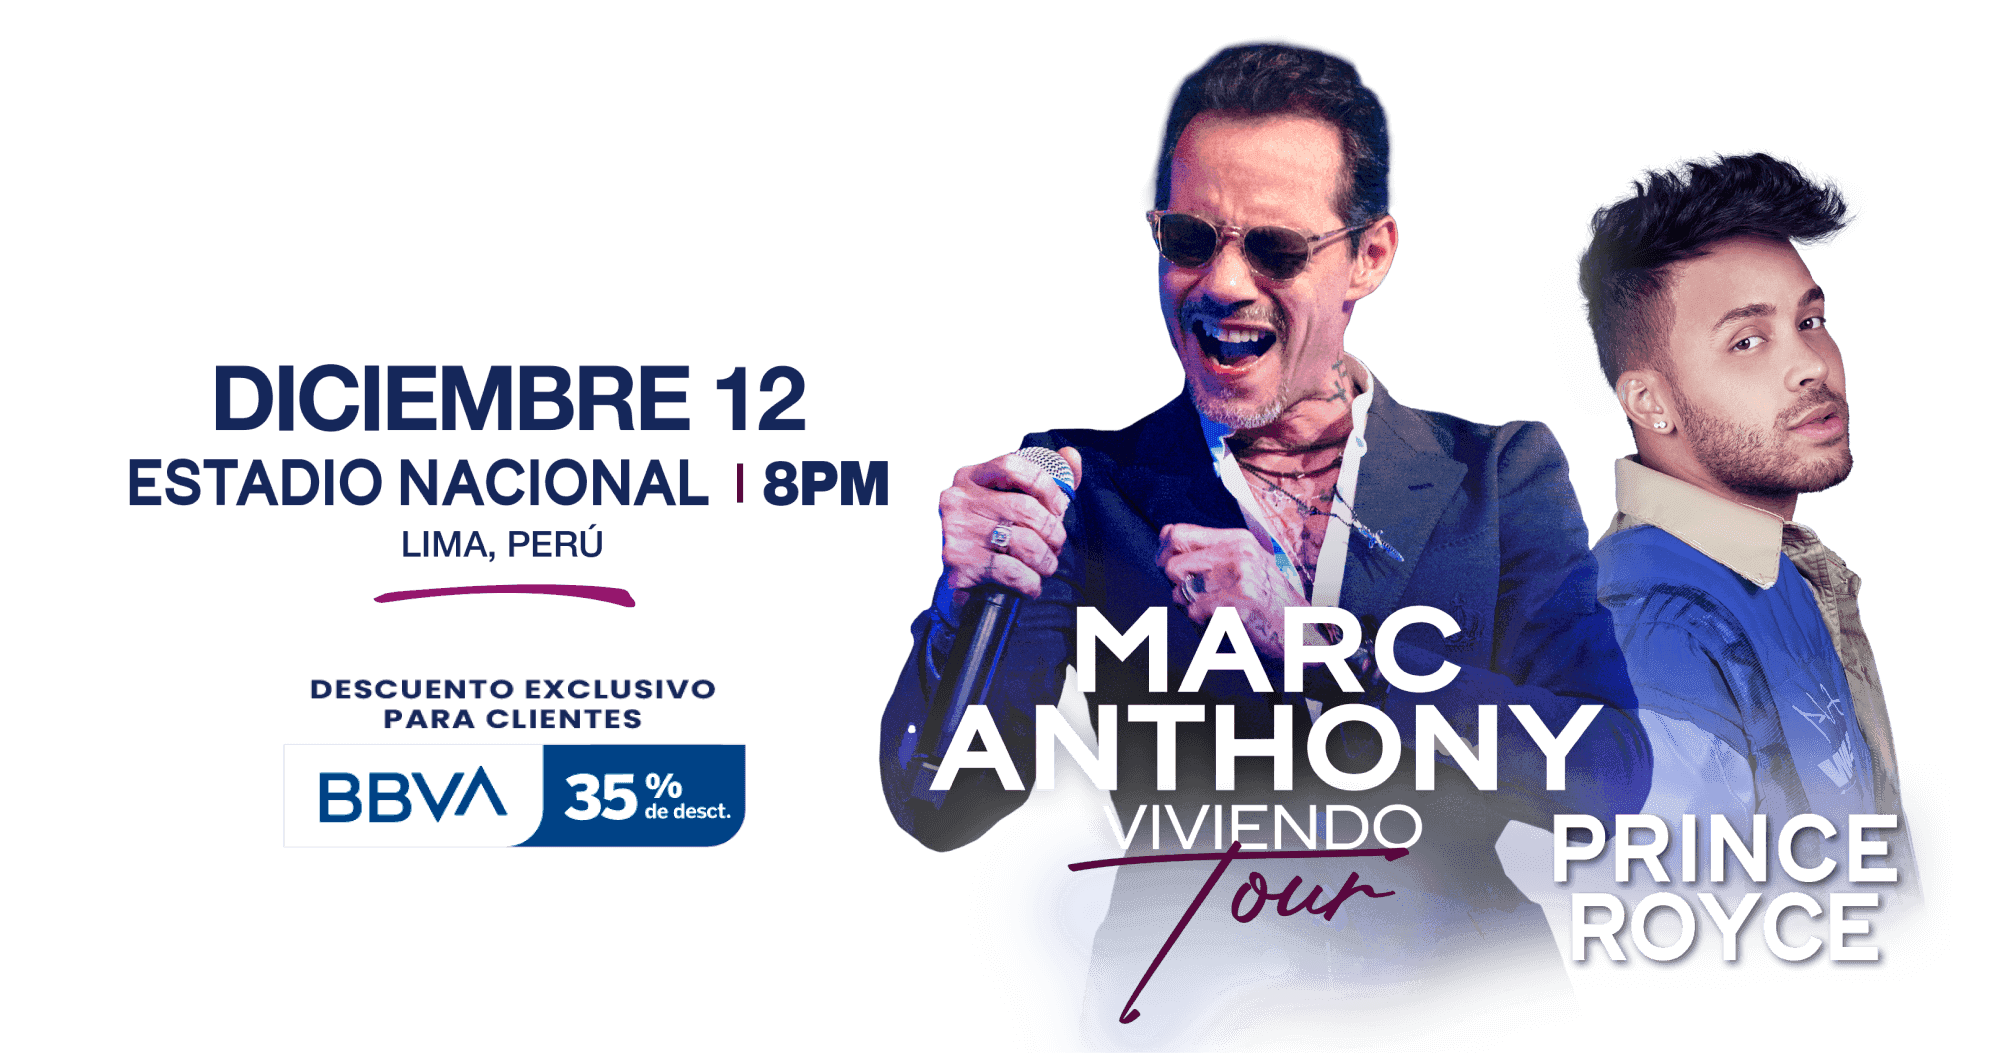 DICIEMBRE 12
ESTADIO NACIONAL | 8PM
LIMA, PERÚ
DESCUENTO EXCLUSIVO
PARA CLIENTES
BBVA 35% de desct.
MARC
ANTHONY
VIVIENDO
Tour
PRINCE
ROYCE